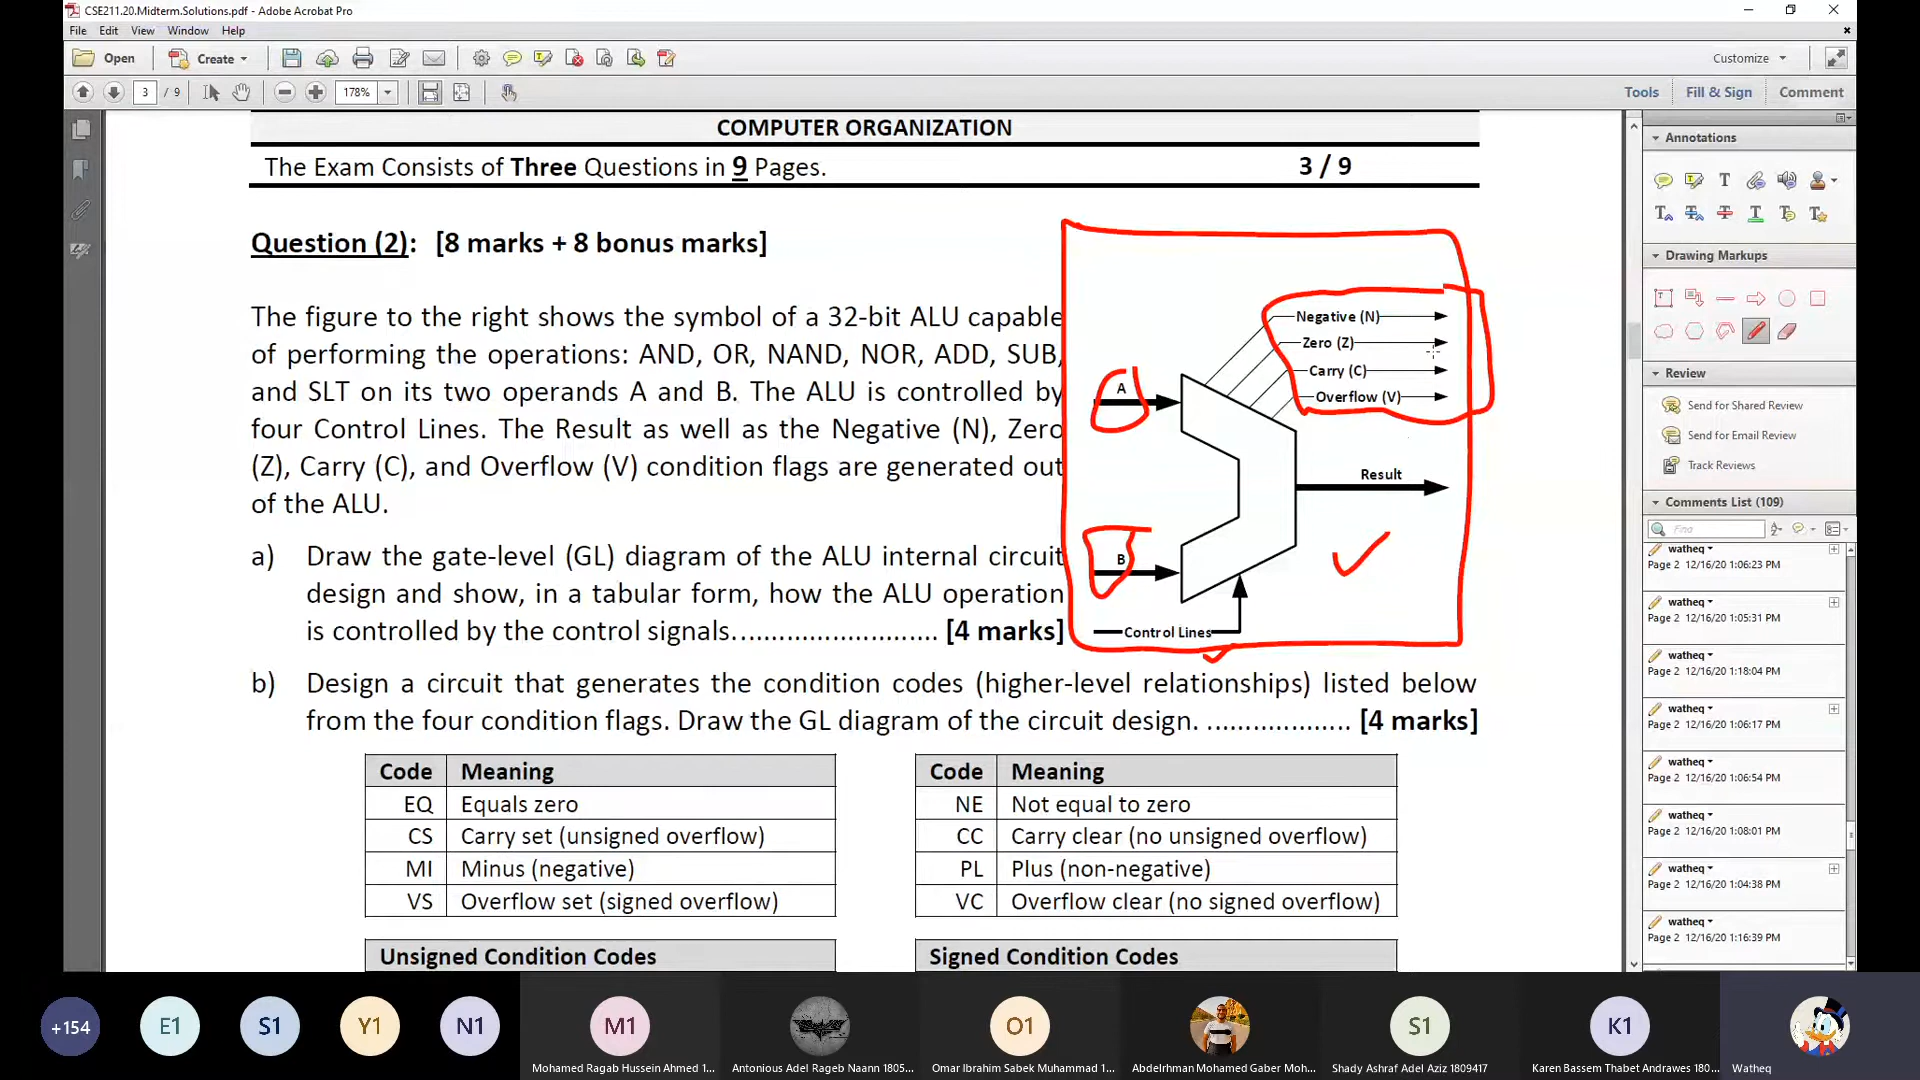 CSE211.20.Midterm.Solutions.pdf - Adobe Acrobat Pro
File Edit View Window Help
Open Create Customize
3 / 9 178% Tools Fill & Sign Comment
COMPUTER ORGANIZATION
The Exam Consists of Three Questions in 9 Pages. 3 / 9
Question (2): [8 marks + 8 bonus marks]
The figure to the right shows the symbol of a 32-bit ALU capable
of performing the operations: AND, OR, NAND, NOR, ADD, SUB,
and SLT on its two operands A and B. The ALU is controlled by
four Control Lines. The Result as well as the Negative (N), Zero
(Z), Carry (C), and Overflow (V) condition flags are generated out
of the ALU.
Negative (N)
Zero (Z)
Carry (C)
Overflow (V)
A
Result
B
Control Lines
a) Draw the gate-level (GL) diagram of the ALU internal circuit
design and show, in a tabular form, how the ALU operation
is controlled by the control signals........................... [4 marks]
b) Design a circuit that generates the condition codes (higher-level relationships) listed below
from the four condition flags. Draw the GL diagram of the circuit design. ................... [4 marks]
Code Meaning
EQ Equals zero
CS Carry set (unsigned overflow)
MI Minus (negative)
VS Overflow set (signed overflow)
Code Meaning
NE Not equal to zero
CC Carry clear (no unsigned overflow)
PL Plus (non-negative)
VC Overflow clear (no signed overflow)
Unsigned Condition Codes
Signed Condition Codes
Annotations
Drawing Markups
Review
Send for Shared Review
Send for Email Review
Track Reviews
Comments List (109)
Find
watheq
Page 2 12/16/20 1:06:23 PM
watheq
Page 2 12/16/20 1:05:31 PM
watheq
Page 2 12/16/20 1:18:04 PM
watheq
Page 2 12/16/20 1:06:17 PM
watheq
Page 2 12/16/20 1:06:54 PM
watheq
Page 2 12/16/20 1:08:01 PM
watheq
Page 2 12/16/20 1:04:38 PM
watheq
Page 2 12/16/20 1:16:39 PM
+154 E1 S1 Y1 N1 M1 O1 S1 K1
Mohamed Ragab Hussein Ahmed 1...
Antonious Adel Rageb Naann 1805...
Omar Ibrahim Sabek Muhammad 1...
Abdelrhman Mohamed Gaber Moh...
Shady Ashraf Adel Aziz 1809417
Karen Bassem Thabet Andrawes 180...
Watheq